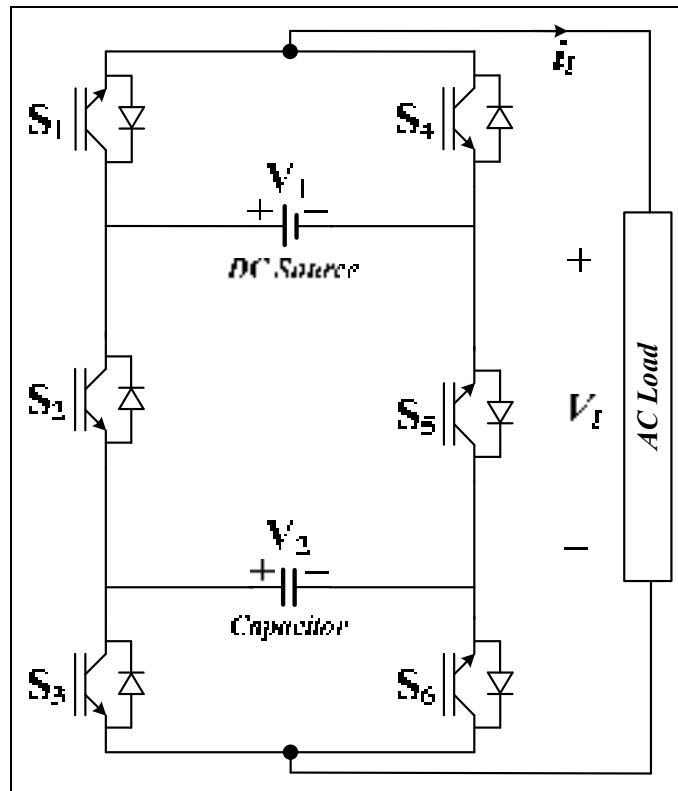 i_l
S₁
S₄
V₁
+ −
DC Source
+
S₂
S₅
V_l
AC Load
V₂
+ −
−
Capacitor
S₃
S₆